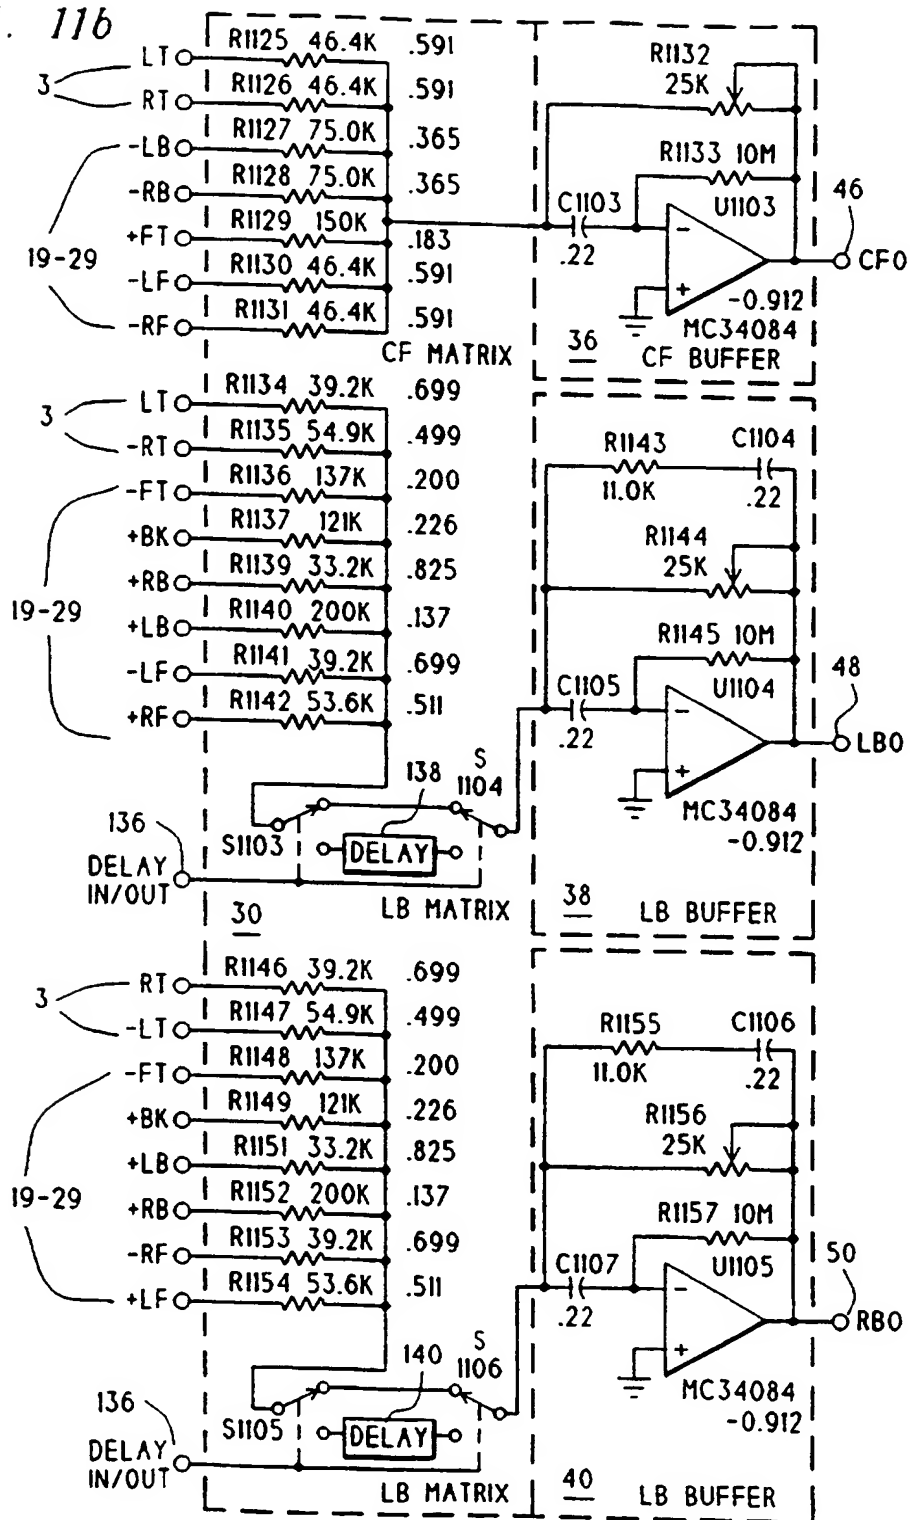 . 11b
LT R1125 46.4K .591
3
RT R1126 46.4K .591
-LB R1127 75.0K .365
-RB R1128 75.0K .365
+FT R1129 150K .183
19-29
-LF R1130 46.4K .591
-RF R1131 46.4K .591
CF MATRIX
R1132
25K
R1133 10M
C1103
.22
U1103
-
+
46
CFO
-0.912
MC34084
36 CF BUFFER
LT R1134 39.2K .699
3
-RT R1135 54.9K .499
-FT R1136 137K .200
+BK R1137 121K .226
+RB R1139 33.2K .825
19-29
+LB R1140 200K .137
-LF R1141 39.2K .699
+RF R1142 53.6K .511
R1143
11.0K
C1104
.22
R1144
25K
R1145 10M
C1105
.22
U1104
-
+
48
LBO
MC34084
-0.912
138
S
1104
S1103
DELAY
136
DELAY
IN/OUT
30
LB MATRIX
38 LB BUFFER
RT R1146 39.2K .699
3
-LT R1147 54.9K .499
-FT R1148 137K .200
+BK R1149 121K .226
+LB R1151 33.2K .825
19-29
+RB R1152 200K .137
-RF R1153 39.2K .699
+LF R1154 53.6K .511
R1155
11.0K
C1106
.22
R1156
25K
R1157 10M
C1107
.22
U1105
-
+
50
RBO
MC34084
-0.912
140
S
1106
S1105
DELAY
136
DELAY
IN/OUT
LB MATRIX
40 LB BUFFER